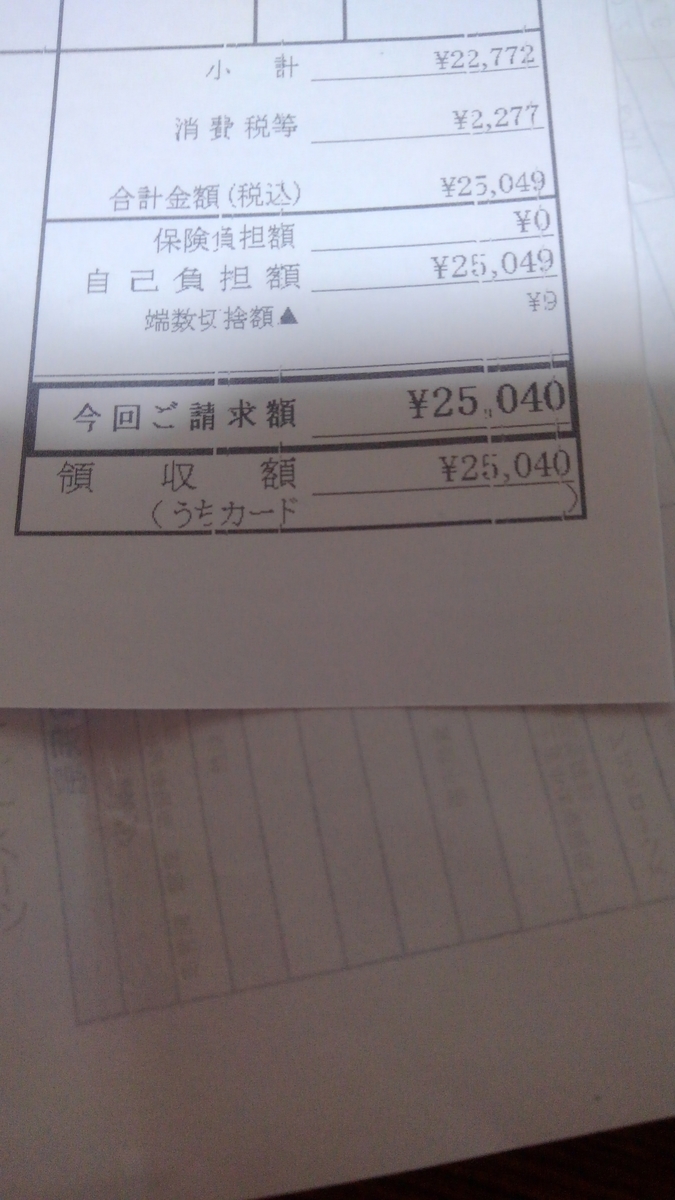 小計 ¥22,772
消費税等 ¥2,277
合計金額(税込) ¥25,049
保険負担額 ¥0
自己負担額 ¥25,049
端数切捨額▲ ¥9
今回ご請求額 ¥25,040
領収額 ¥25,040
(うちカード )